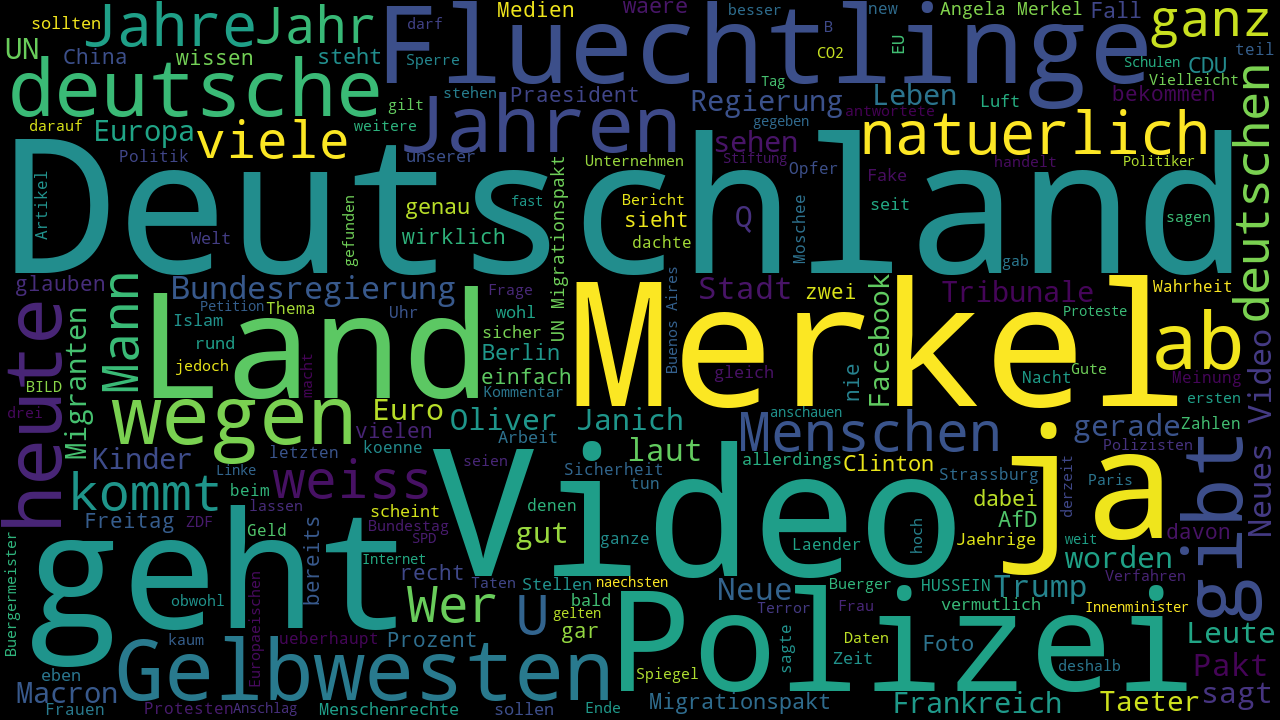 sollten
Jahre
Jahr
Fluechtlinge
Medien
waere
darf
besser
B
new
Angela Merkel
Fall
ganz
UN
China
wissen
steht
Sperre
CO2
EU
Schulen
CDU
teil
deutsche
gilt
stehen
Praesident
Tag
Regierung
Leben
Luft
Vielleicht
bekommen
deutschen
darauf
Europa
viele
weitere
Jahren
gegeben
antwortete
natuerlich
Politik
unserer
sehen
Stiftung
Unternehmen
Opfer
Fake
handelt
Politiker
Deutschland
Artikel
Welt
gefunden
genau
wirklich
fast
UN Migrationspakt
Bericht
sieht
dachte
Q
Moschee
seit
gab
sagen
glauben
heute
Migranten
Mann
Bundesregierung
Petition
Thema
Islam
rund
jedoch
Land
Uhr
Frage
wohl
sicher
Berlin
einfach
Kommentar
macht
Merkel
Buenos Aires
Stadt
zwei
gleich
nie
Facebook
Tribunale
Proteste
Wahrheit
ab
Nacht
Gute
Meinung
ersten
BILD
drei
wegen
Euro
vielen
koenne
Oliver Janich
Arbeit
Menschen
anschauen
gerade
Zahlen
Polizisten
Neues Video
Kinder
letzten
Linke
weiss
kommt
beim
lassen
seien
Video
Sicherheit
tun
laut
allerdings
Clinton
Strassburg
dabei
AfD
Jaehrige
derzeit
Paris
ja
gibt
davon
weit
worden
Verfahren
Freitag
ZDF
Geld
bereits
scheint
Bundestag
SPD
Internet
gut
denen
ganze
Laender
hoch
Buergermeister
geht
obwohl
Europaeischen
recht
Taten
Wer
Stellen
naechsten
U
bald
gelten
gar
Polizei
Neue
Terror
Buerger
Frau
HUSSEIN
vermutlich
Trump
Innenminister
Leute
kaum
ueberhaupt
Prozent
sagte
Daten
Zeit
Foto
deshalb
eben
Gelbwesten
Spiegel
Pakt
Macron
Frauen
Protesten
Anschlag
Menschenrechte
sollen
Ende
Migrationspakt
Frankreich
Taeter
sagt